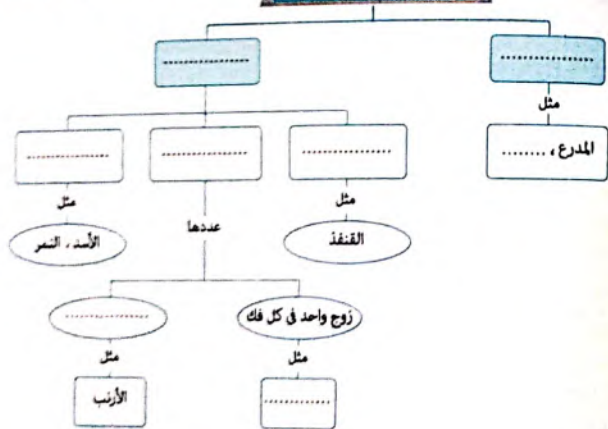 ....................
....................
مثل
المدرع ، ........
....................
....................
....................
مثل
عددها
مثل
القنفذ
الأسد ، النمر
زوج واحد فى كل فك
....................
مثل
مثل
....................
الأرنب